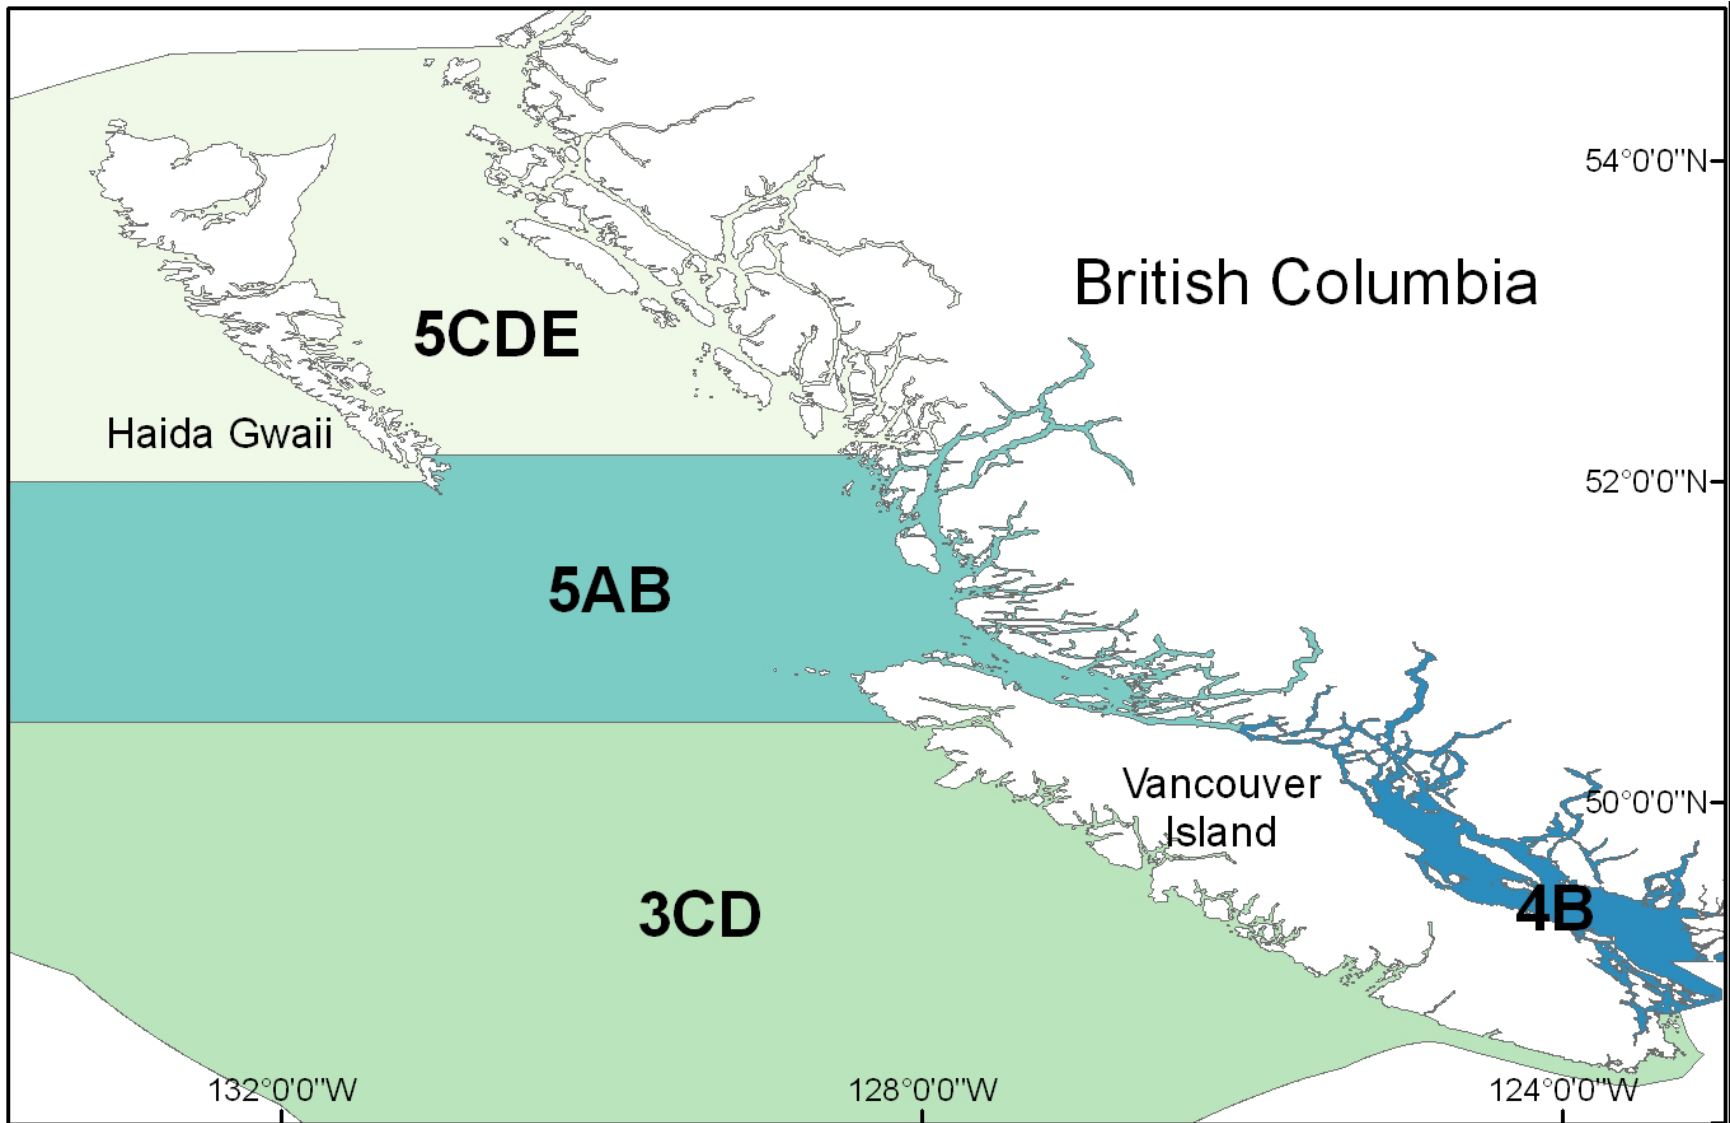 54°0'0"N
British Columbia
5CDE
Haida Gwaii
52°0'0"N
5AB
Vancouver
Island
50°0'0"N
3CD
4B
132°0'0"W
128°0'0"W
124°0'0"W